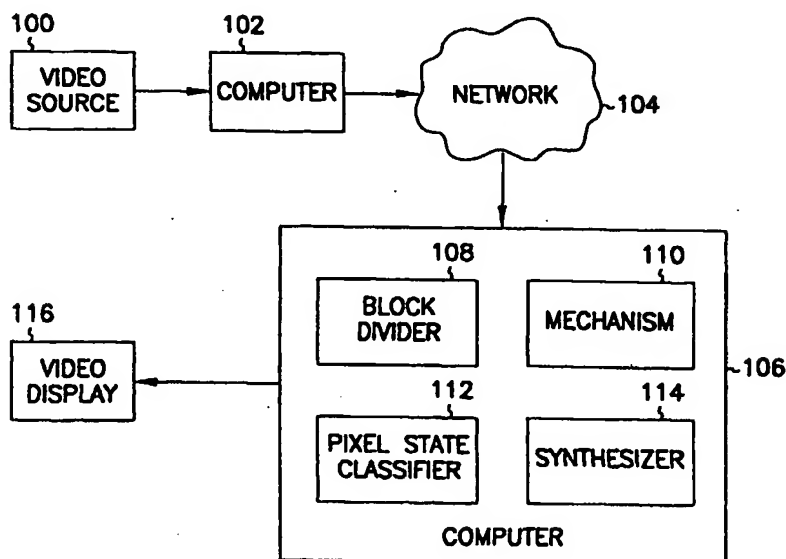 100
VIDEO
SOURCE
102
COMPUTER
NETWORK
104
108
BLOCK
DIVIDER
110
MECHANISM
116
VIDEO
DISPLAY
112
PIXEL STATE
CLASSIFIER
114
SYNTHESIZER
106
COMPUTER